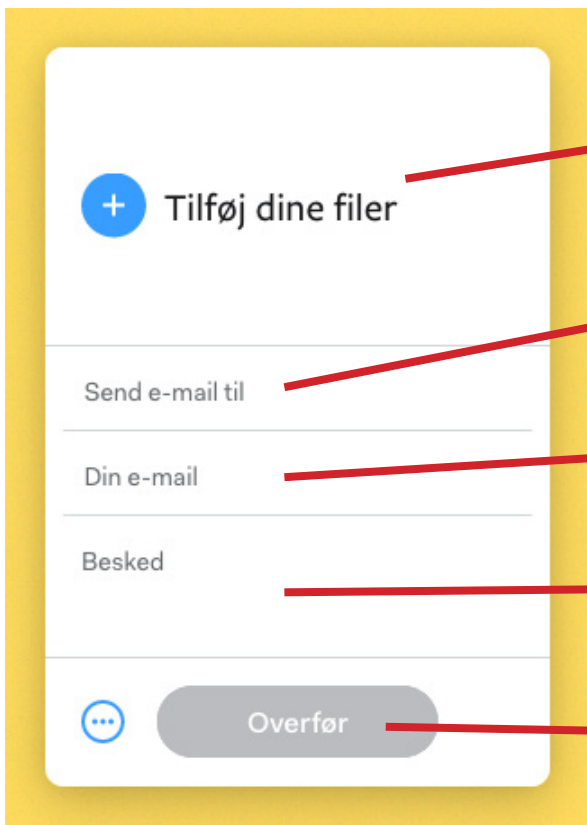 Tilføj dine filer
Send e-mail til
Din e-mail
Besked
Overfør